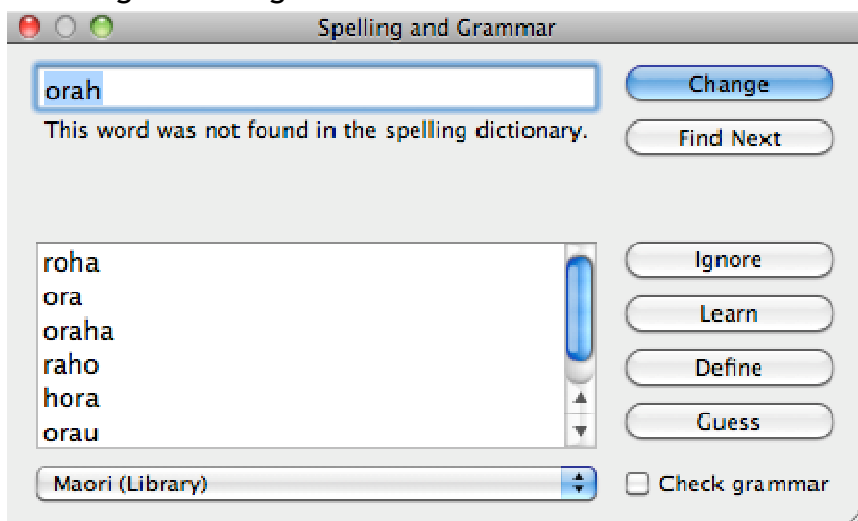 Spelling and Grammar
orah
Change
This word was not found in the spelling dictionary.
Find Next
roha
ora
oraha
raho
hora
orau
Ignore
Learn
Define
Guess
Maori (Library)
Check grammar